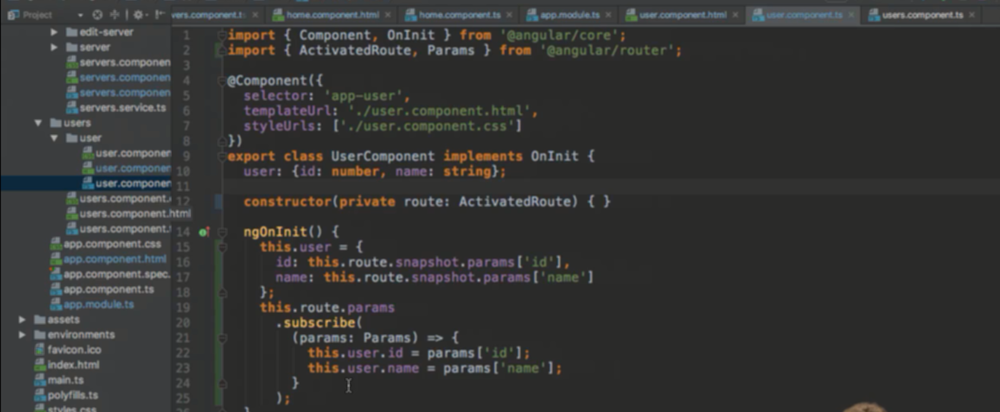 Project
vers.component.ts
home.component.html
home.component.ts
app.module.ts
user.component.html
user.component.ts
users.component.ts
edit-server
server
servers.componen
servers.componen
servers.componen
servers.service.ts
users
user
user.componen
user.componen
user.componen
users.component.
users.component.html
users.component.
app.component.css
app.component.html
app.component.spec.
app.component.ts
app.module.ts
assets
environments
favicon.ico
index.html
main.ts
polyfills.ts
styles.css
1 import { Component, OnInit } from '@angular/core';
2 import { ActivatedRoute, Params } from '@angular/router';
3
4 @Component({
5 selector: 'app-user',
6 templateUrl: './user.component.html',
7 styleUrls: ['./user.component.css']
8 })
9 export class UserComponent implements OnInit {
10 user: {id: number, name: string};
11
12 constructor(private route: ActivatedRoute) { }
14 ngOnInit() {
15 this.user = {
16 id: this.route.snapshot.params['id'],
17 name: this.route.snapshot.params['name']
18 };
19 this.route.params
20 .subscribe(
21 (params: Params) => {
22 this.user.id = params['id'];
23 this.user.name = params['name'];
24 }
25 );
26 }